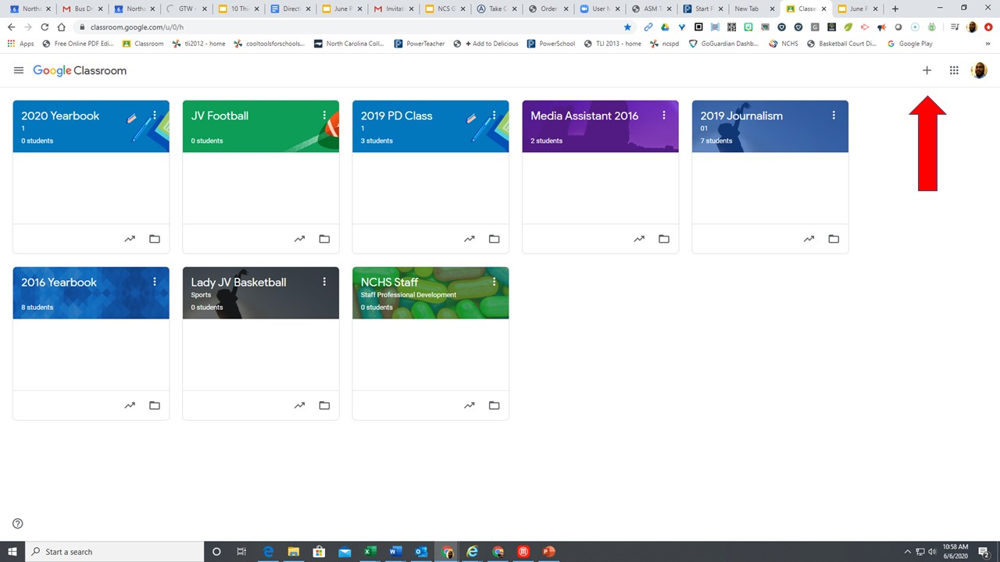 Northa
Bus Dr
Northa
GTW -
10 Thi
Directi
June P
Invitat
NCS G
Take C
Order
User M
ASM T
Start P
New Tab
Classe
June P
classroom.google.com/u/0/h
Apps
Free Online PDF Edi...
Classroom
tli2012 - home
cooltoolsforschools...
North Carolina Coll...
PowerTeacher
+ Add to Delicious
PowerSchool
TLI 2013 - home
ncspd
GoGuardian Dashb...
NCHS
Basketball Court Di...
Google Play
»
Google Classroom
2020 Yearbook
1
0 students
JV Football
0 students
2019 PD Class
1
3 students
Media Assistant 2016
2 students
2019 Journalism
01
7 students
2016 Yearbook
8 students
Lady JV Basketball
Sports
0 students
NCHS Staff
Staff Professional Development
0 students
Start a search
10:58 AM
6/6/2020
2